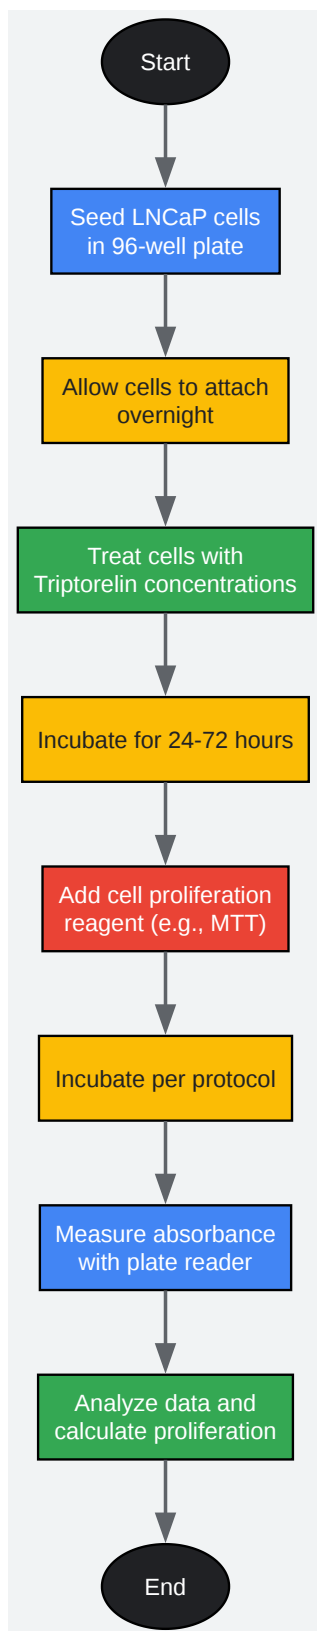 Start
Seed LNCaP cells
in 96-well plate
Allow cells to attach
overnight
Treat cells with
Triptorelin concentrations
Incubate for 24-72 hours
Add cell proliferation
reagent (e.g., MTT)
Incubate per protocol
Measure absorbance
with plate reader
Analyze data and
calculate proliferation
End